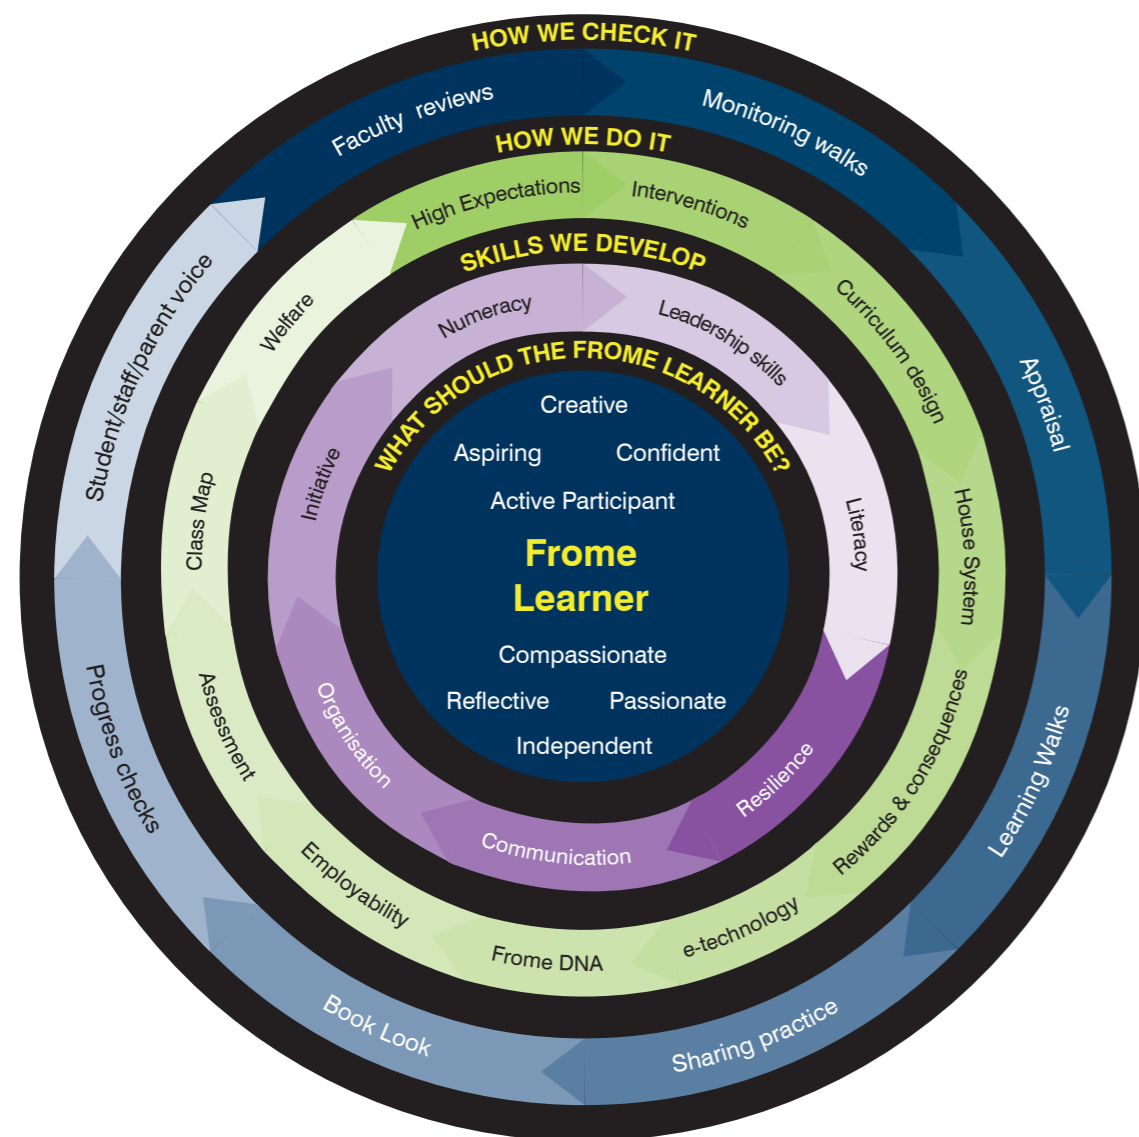 HOW WE CHECK IT
Faculty reviews
Monitoring walks
Appraisal
Learning Walks
Sharing practice
Book Look
Progress checks
Student/staff/parent voice
HOW WE DO IT
High Expectations
Interventions
Curriculum design
House System
Rewards & consequences
e-technology
Frome DNA
Employability
Assessment
Class Map
Welfare
SKILLS WE DEVELOP
Numeracy
Leadership skills
Literacy
Resilience
Communication
Organisation
Initiative
WHAT SHOULD THE FROME LEARNER BE?
Creative
Aspiring Confident
Active Participant
Frome
Learner
Compassionate
Reflective Passionate
Independent